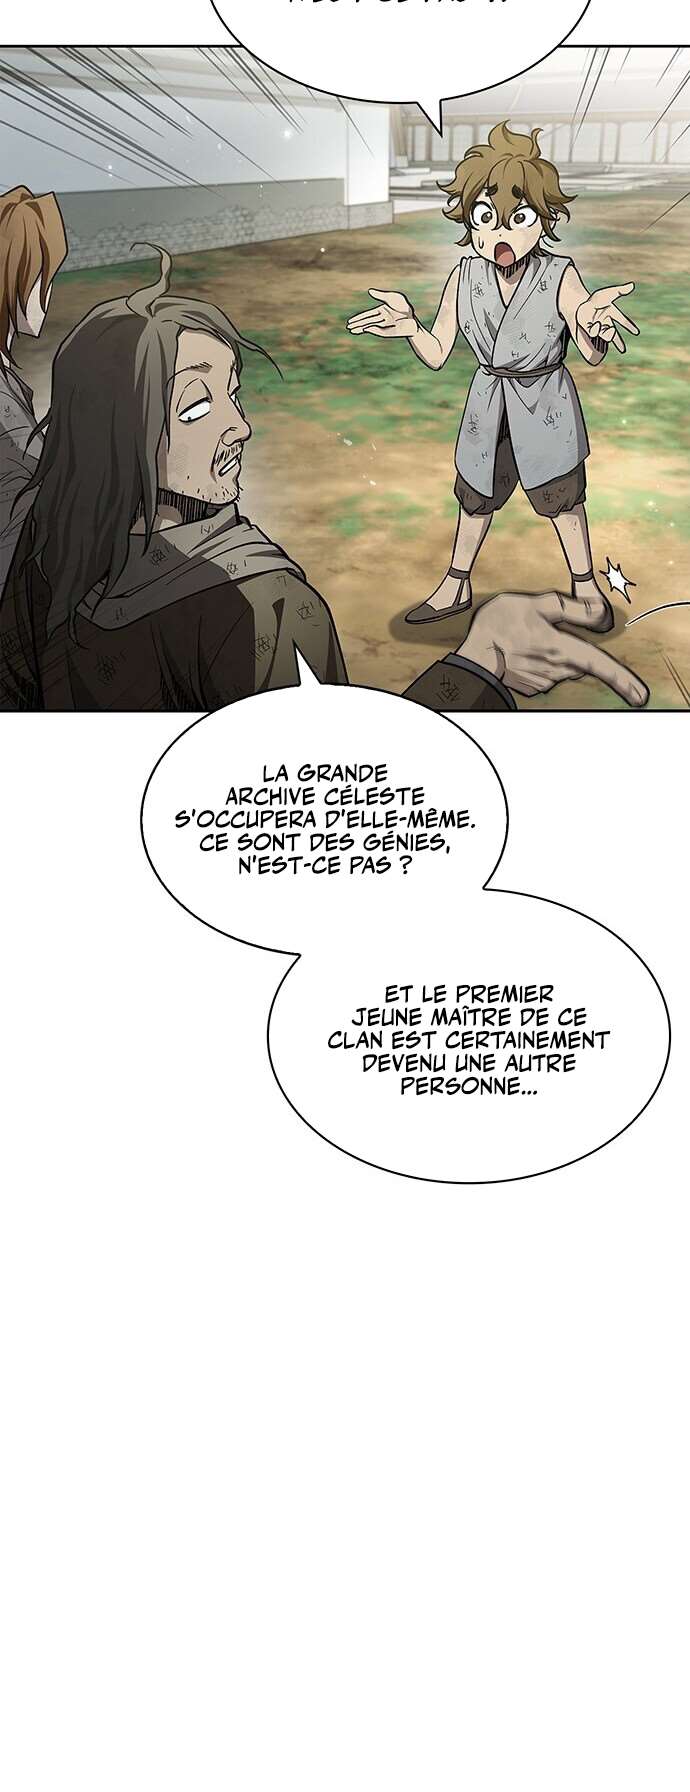 LA GRANDE
ARCHIVE CÉLESTE
S'OCCUPERA D'ELLE-MÊME.
CE SONT DES GÉNIES,
N'EST-CE PAS ?
ET LE PREMIER
JEUNE MAÎTRE DE CE
CLAN EST CERTAINEMENT
DEVENU UNE AUTRE
PERSONNE...